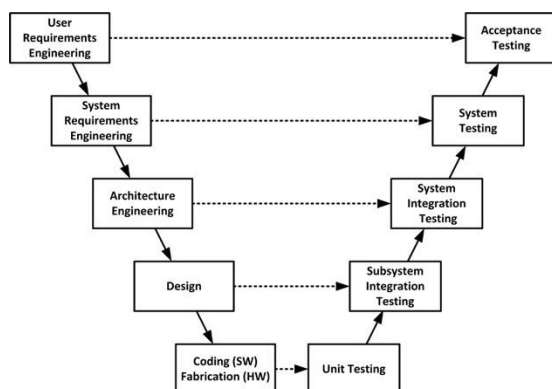 User
Requirements
Engineering
Acceptance
Testing
System
Requirements
Engineering
System
Testing
Architecture
Engineering
System
Integration
Testing
Design
Subsystem
Integration
Testing
Coding (SW)
Fabrication (HW)
Unit Testing